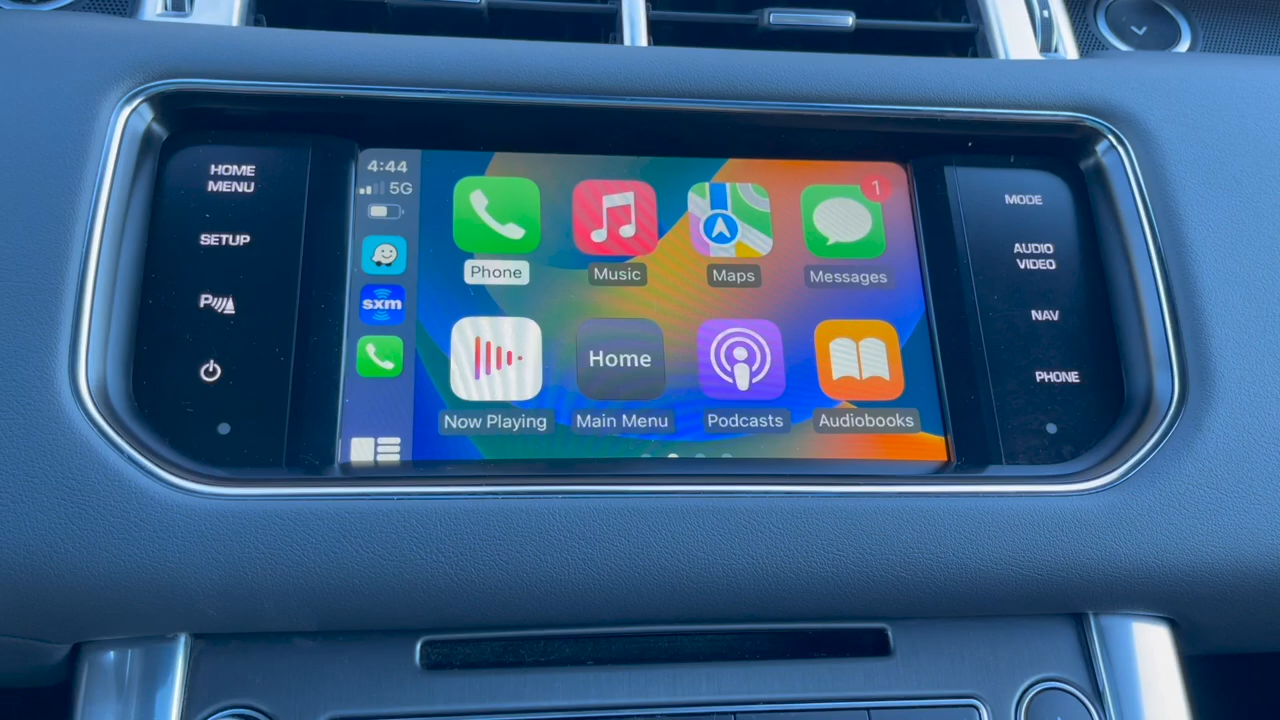 HOME
MENU
SETUP
P
4:44
5G
sxm
1
Phone
Music
Maps
Messages
Home
Now Playing
Main Menu
Podcasts
Audiobooks
MODE
AUDIO
VIDEO
NAV
PHONE